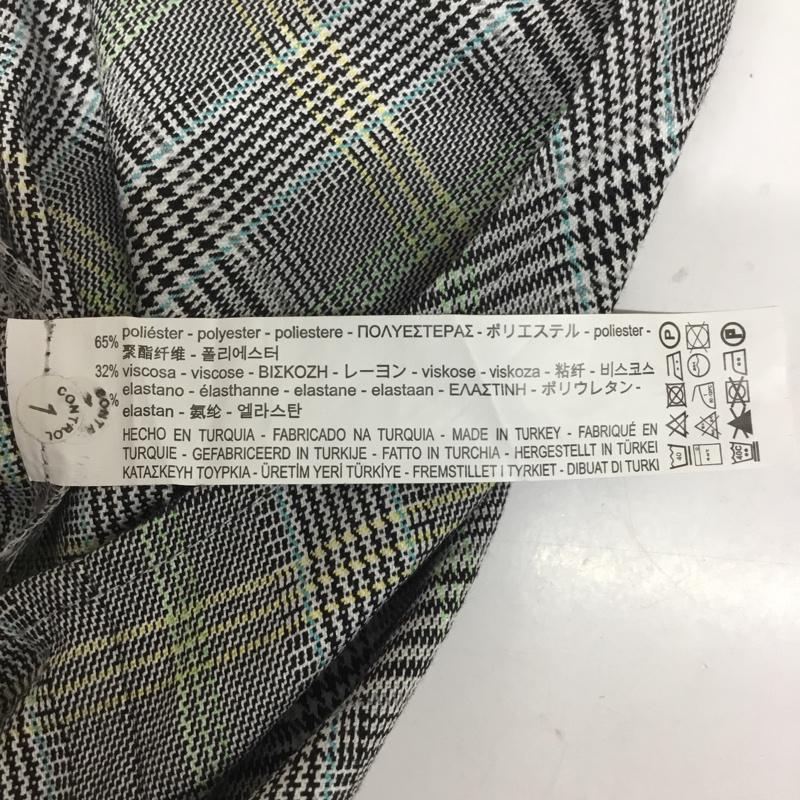 65% poliéster - polyester - poliestere - ΠΟΛΥΕΣΤΕΡΑΣ - ポリエステル - poliester -
聚酯纤维 - 폴리에스터
32% viscosa - viscose - ΒΙΣΚΟΖΗ - レーヨン - viskose - viskoza - 粘纤 - 비스코스
% elastano - élasthanne - elastane - elastaan - ΕΛΑΣΤΙΝΗ - ポリウレタン -
elastan - 氨纶 - 엘라스탄
HECHO EN TURQUIA - FABRICADO NA TURQUIA - MADE IN TURKEY - FABRIQUÉ EN
TURQUIE - GEFABRICEERD IN TURKIJE - FATTO IN TURCHIA - HERGESTELLT IN TÜRKEI
ΚΑΤΑΣΚΕΥΗ ΤΟΥΡΚΙΑ - ÜRETİM YERİ TÜRKİYE - FREMSTILLET I TYRKIET - DIBUAT DI TURKI
P
P
40
40
CONTROL
1